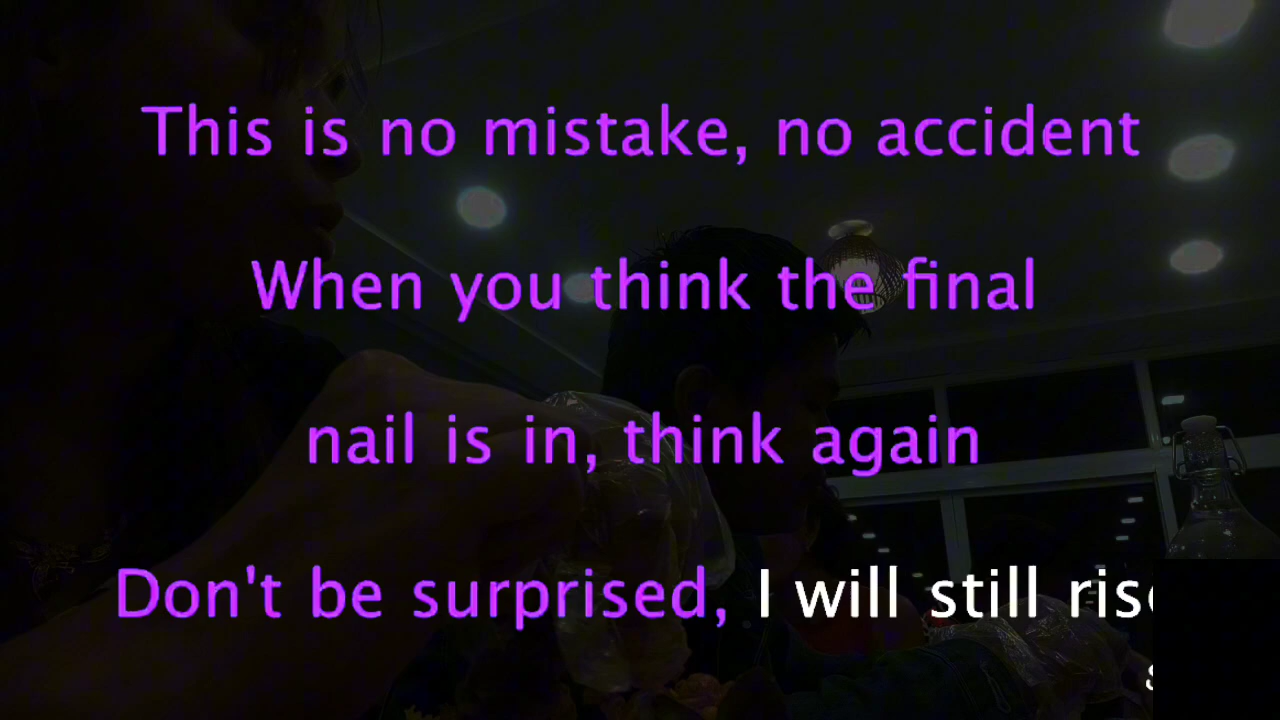 This is no mistake, no accident
When you think the final
nail is in, think again
Don't be surprised, I will still